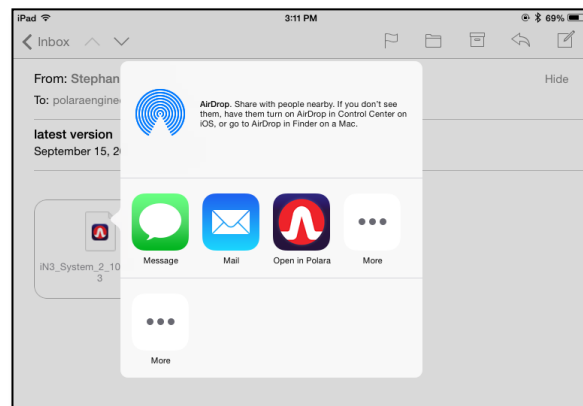 iPad 3:11 PM 69%
Inbox
From: Stephan Hide
To: polaraengine
AirDrop. Share with people nearby. If you don't see
them, have them turn on AirDrop in Control Center on
iOS, or go to AirDrop in Finder on a Mac.
latest version
September 15, 2
iN3_System_2_10
3
Message Mail Open in Polara More
More